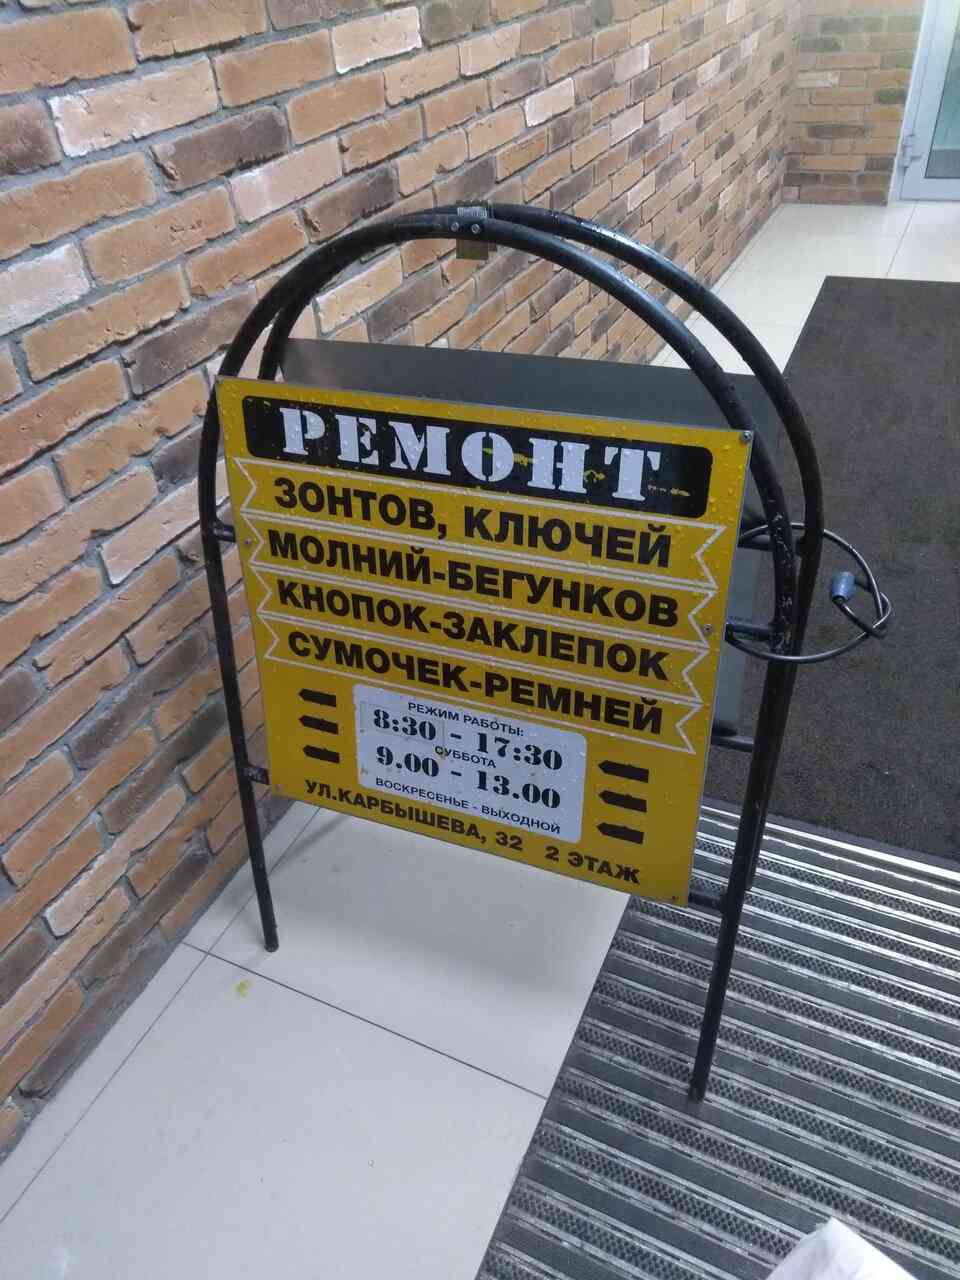 РЕМОНТ
ЗОНТОВ, КЛЮЧЕЙ
МОЛНИЙ-БЕГУНКОВ
КНОПОК-ЗАКЛЕПОК
СУМОЧЕК-РЕМНЕЙ
РЕЖИМ РАБОТЫ:
8:30 - 17:30
СУББОТА
9.00 - 13.00
ВОСКРЕСЕНЬЕ - ВЫХОДНОЙ
УЛ.КАРБЫШЕВА, 32 2 ЭТАЖ